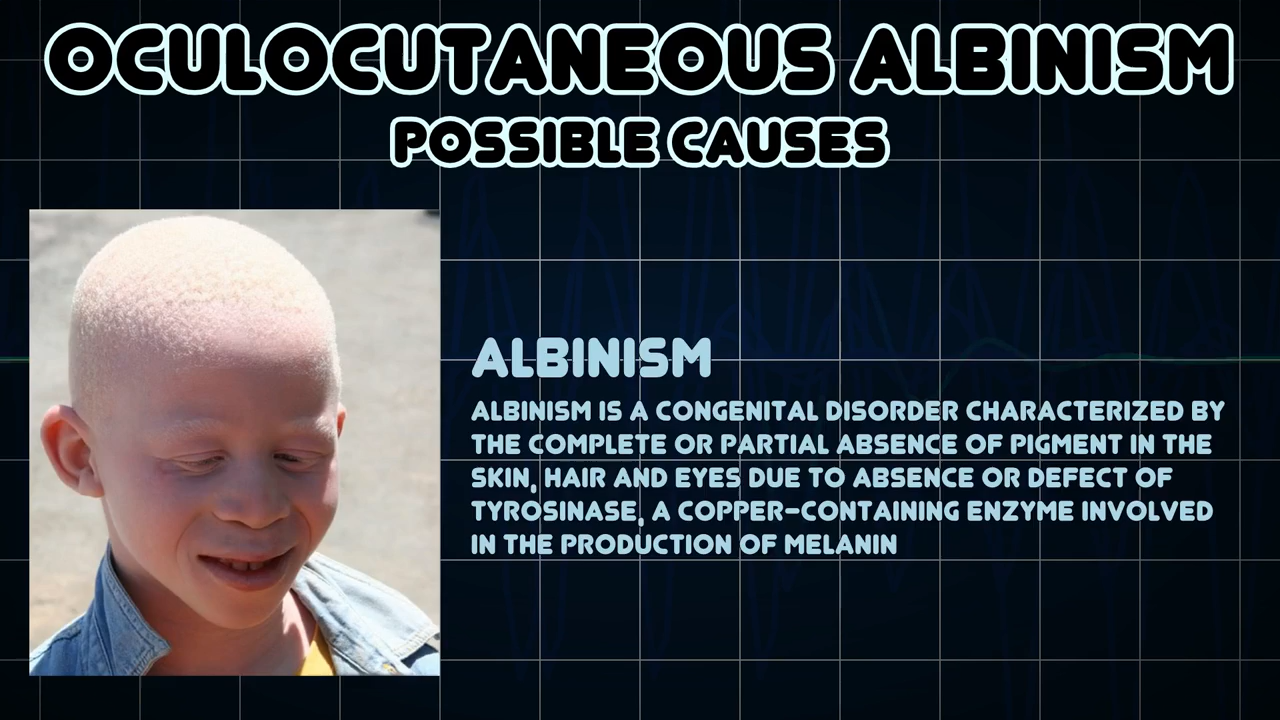 OCULOCUTANEOUS ALBINISM
POSSIBLE CAUSES
ALBINISM
ALBINISM IS A CONGENITAL DISORDER CHARACTERIZED BY
THE COMPLETE OR PARTIAL ABSENCE OF PIGMENT IN THE
SKIN, HAIR AND EYES DUE TO ABSENCE OR DEFECT OF
TYROSINASE, A COPPER-CONTAINING ENZYME INVOLVED
IN THE PRODUCTION OF MELANIN